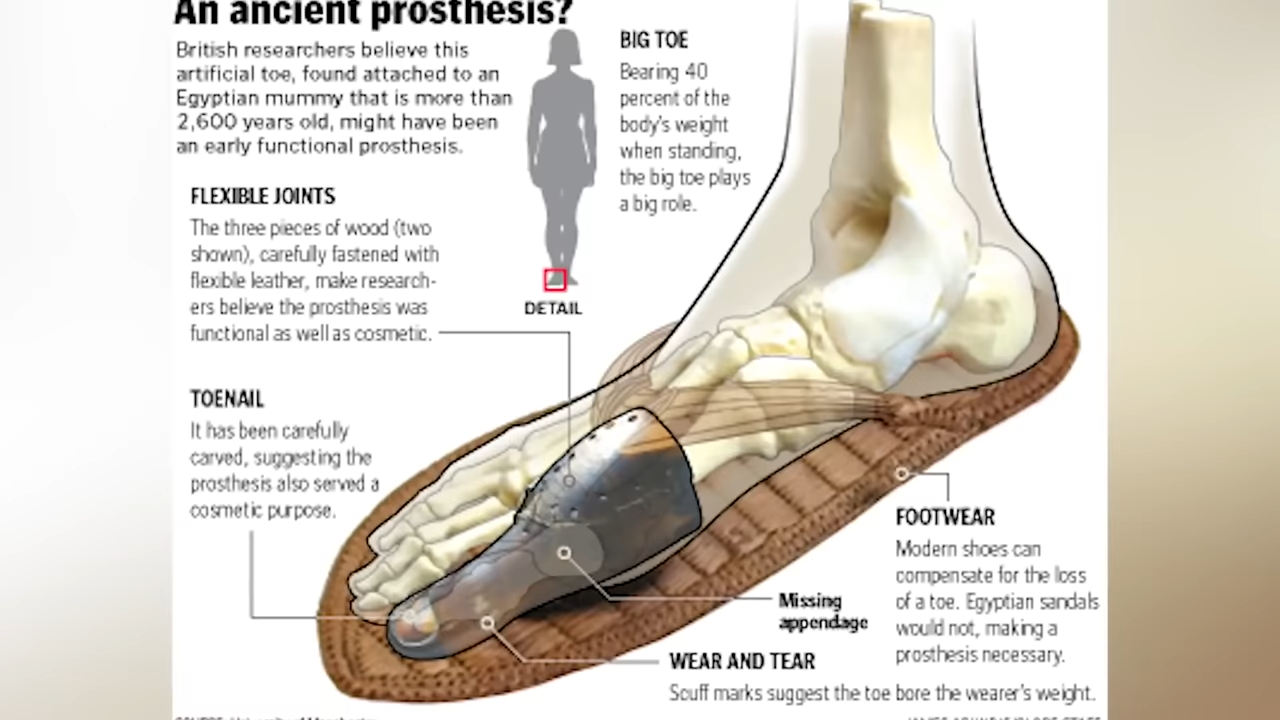 An ancient prosthesis?
British researchers believe this
artificial toe, found attached to an
Egyptian mummy that is more than
2,600 years old, might have been
an early functional prosthesis.
DETAIL
BIG TOE
Bearing 40
percent of the
body's weight
when standing,
the big toe plays
a big role.
FLEXIBLE JOINTS
The three pieces of wood (two
shown), carefully fastened with
flexible leather, make research-
ers believe the prosthesis was
functional as well as cosmetic.
TOENAIL
It has been carefully
carved, suggesting the
prosthesis also served a
cosmetic purpose.
FOOTWEAR
Modern shoes can
compensate for the loss
of a toe. Egyptian sandals
would not, making a
prosthesis necessary.
Missing
appendage
WEAR AND TEAR
Scuff marks suggest the toe bore the wearer's weight.